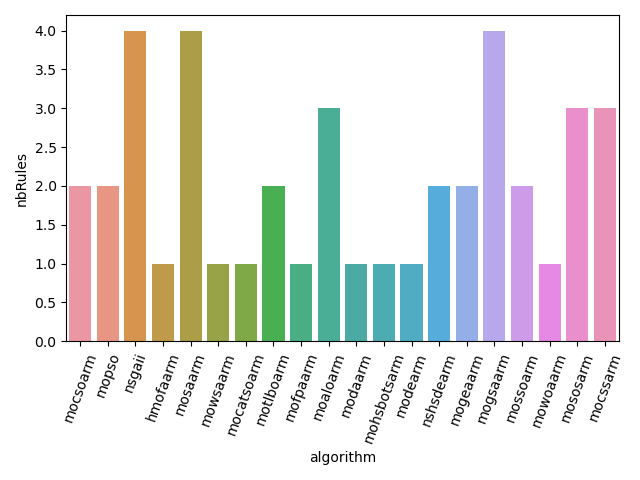 nbRules
4.0
3.5
3.0
2.5
2.0
1.5
1.0
0.5
0.0
mocsoarm
mopso
nsgaii
hmofaarm
mosaarm
mowsaarm
mocatsoarm
motlboarm
mofpaarm
moaloarm
modaarm
mohsbotsarm
modearm
nshsdearm
mogeaarm
mogsaarm
mossoarm
mowoaarm
mososarm
mocssarm
algorithm